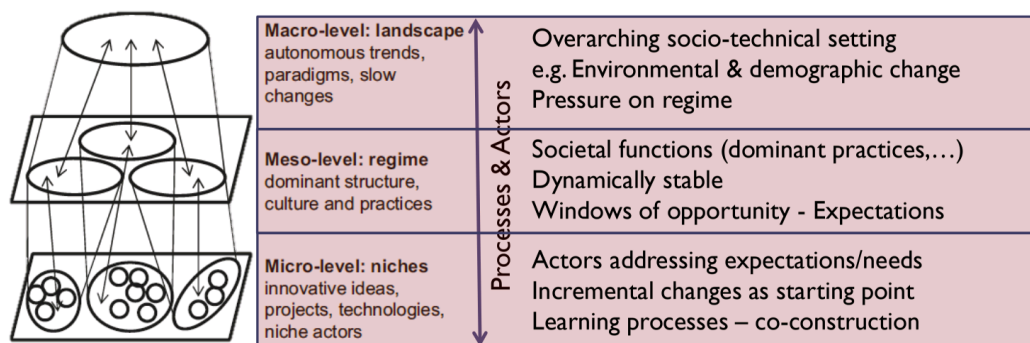 Macro-level: landscape
autonomous trends,
paradigms, slow
changes
Overarching socio-technical setting
e.g. Environmental & demographic change
Pressure on regime
Processes & Actors
Meso-level: regime
dominant structure,
culture and practices
Societal functions (dominant practices,…)
Dynamically stable
Windows of opportunity - Expectations
Micro-level: niches
innovative ideas,
projects, technologies,
niche actors
Actors addressing expectations/needs
Incremental changes as starting point
Learning processes – co-construction